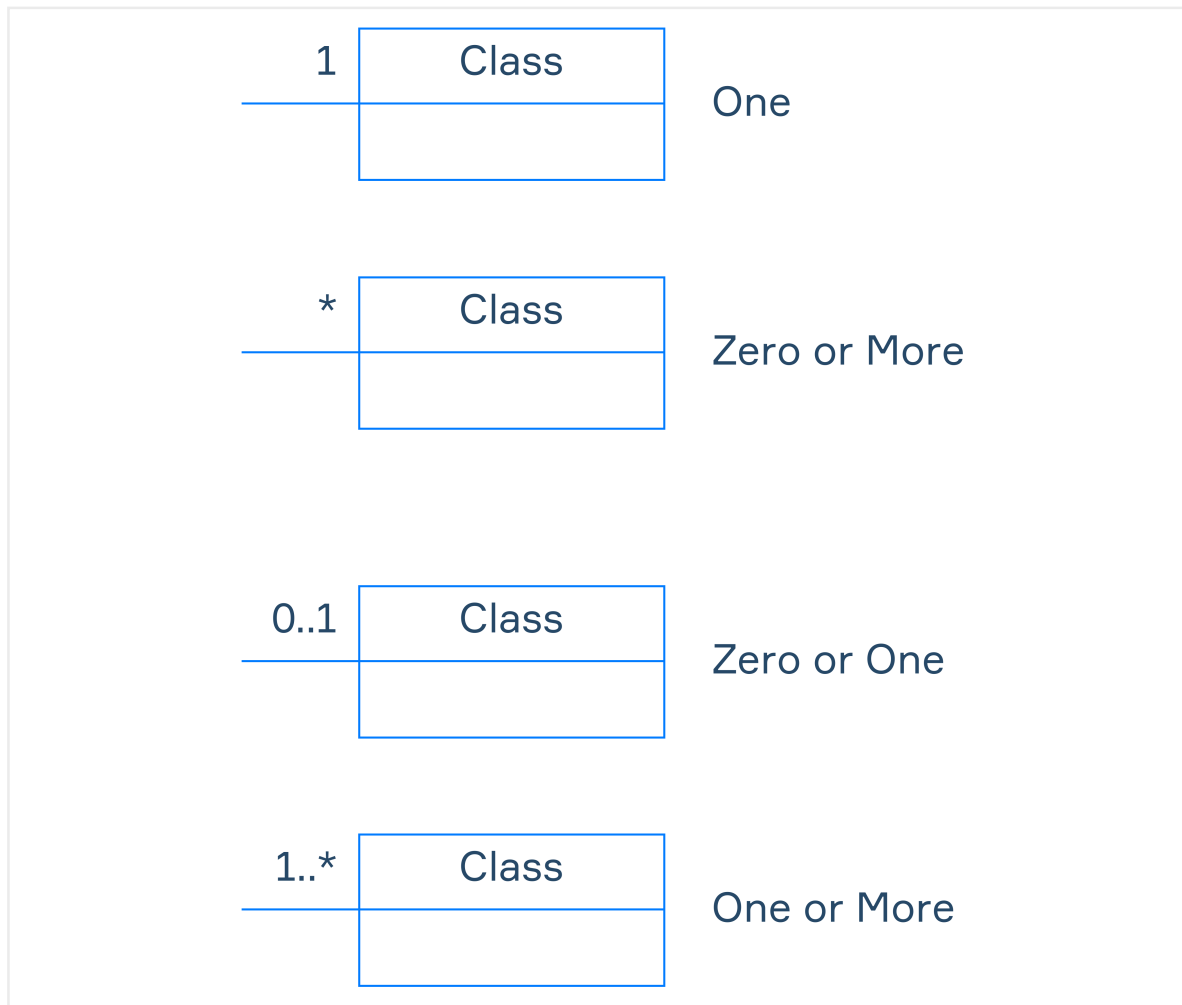 1
Class
One
*
Class
Zero or More
0..1
Class
Zero or One
1..*
Class
One or More